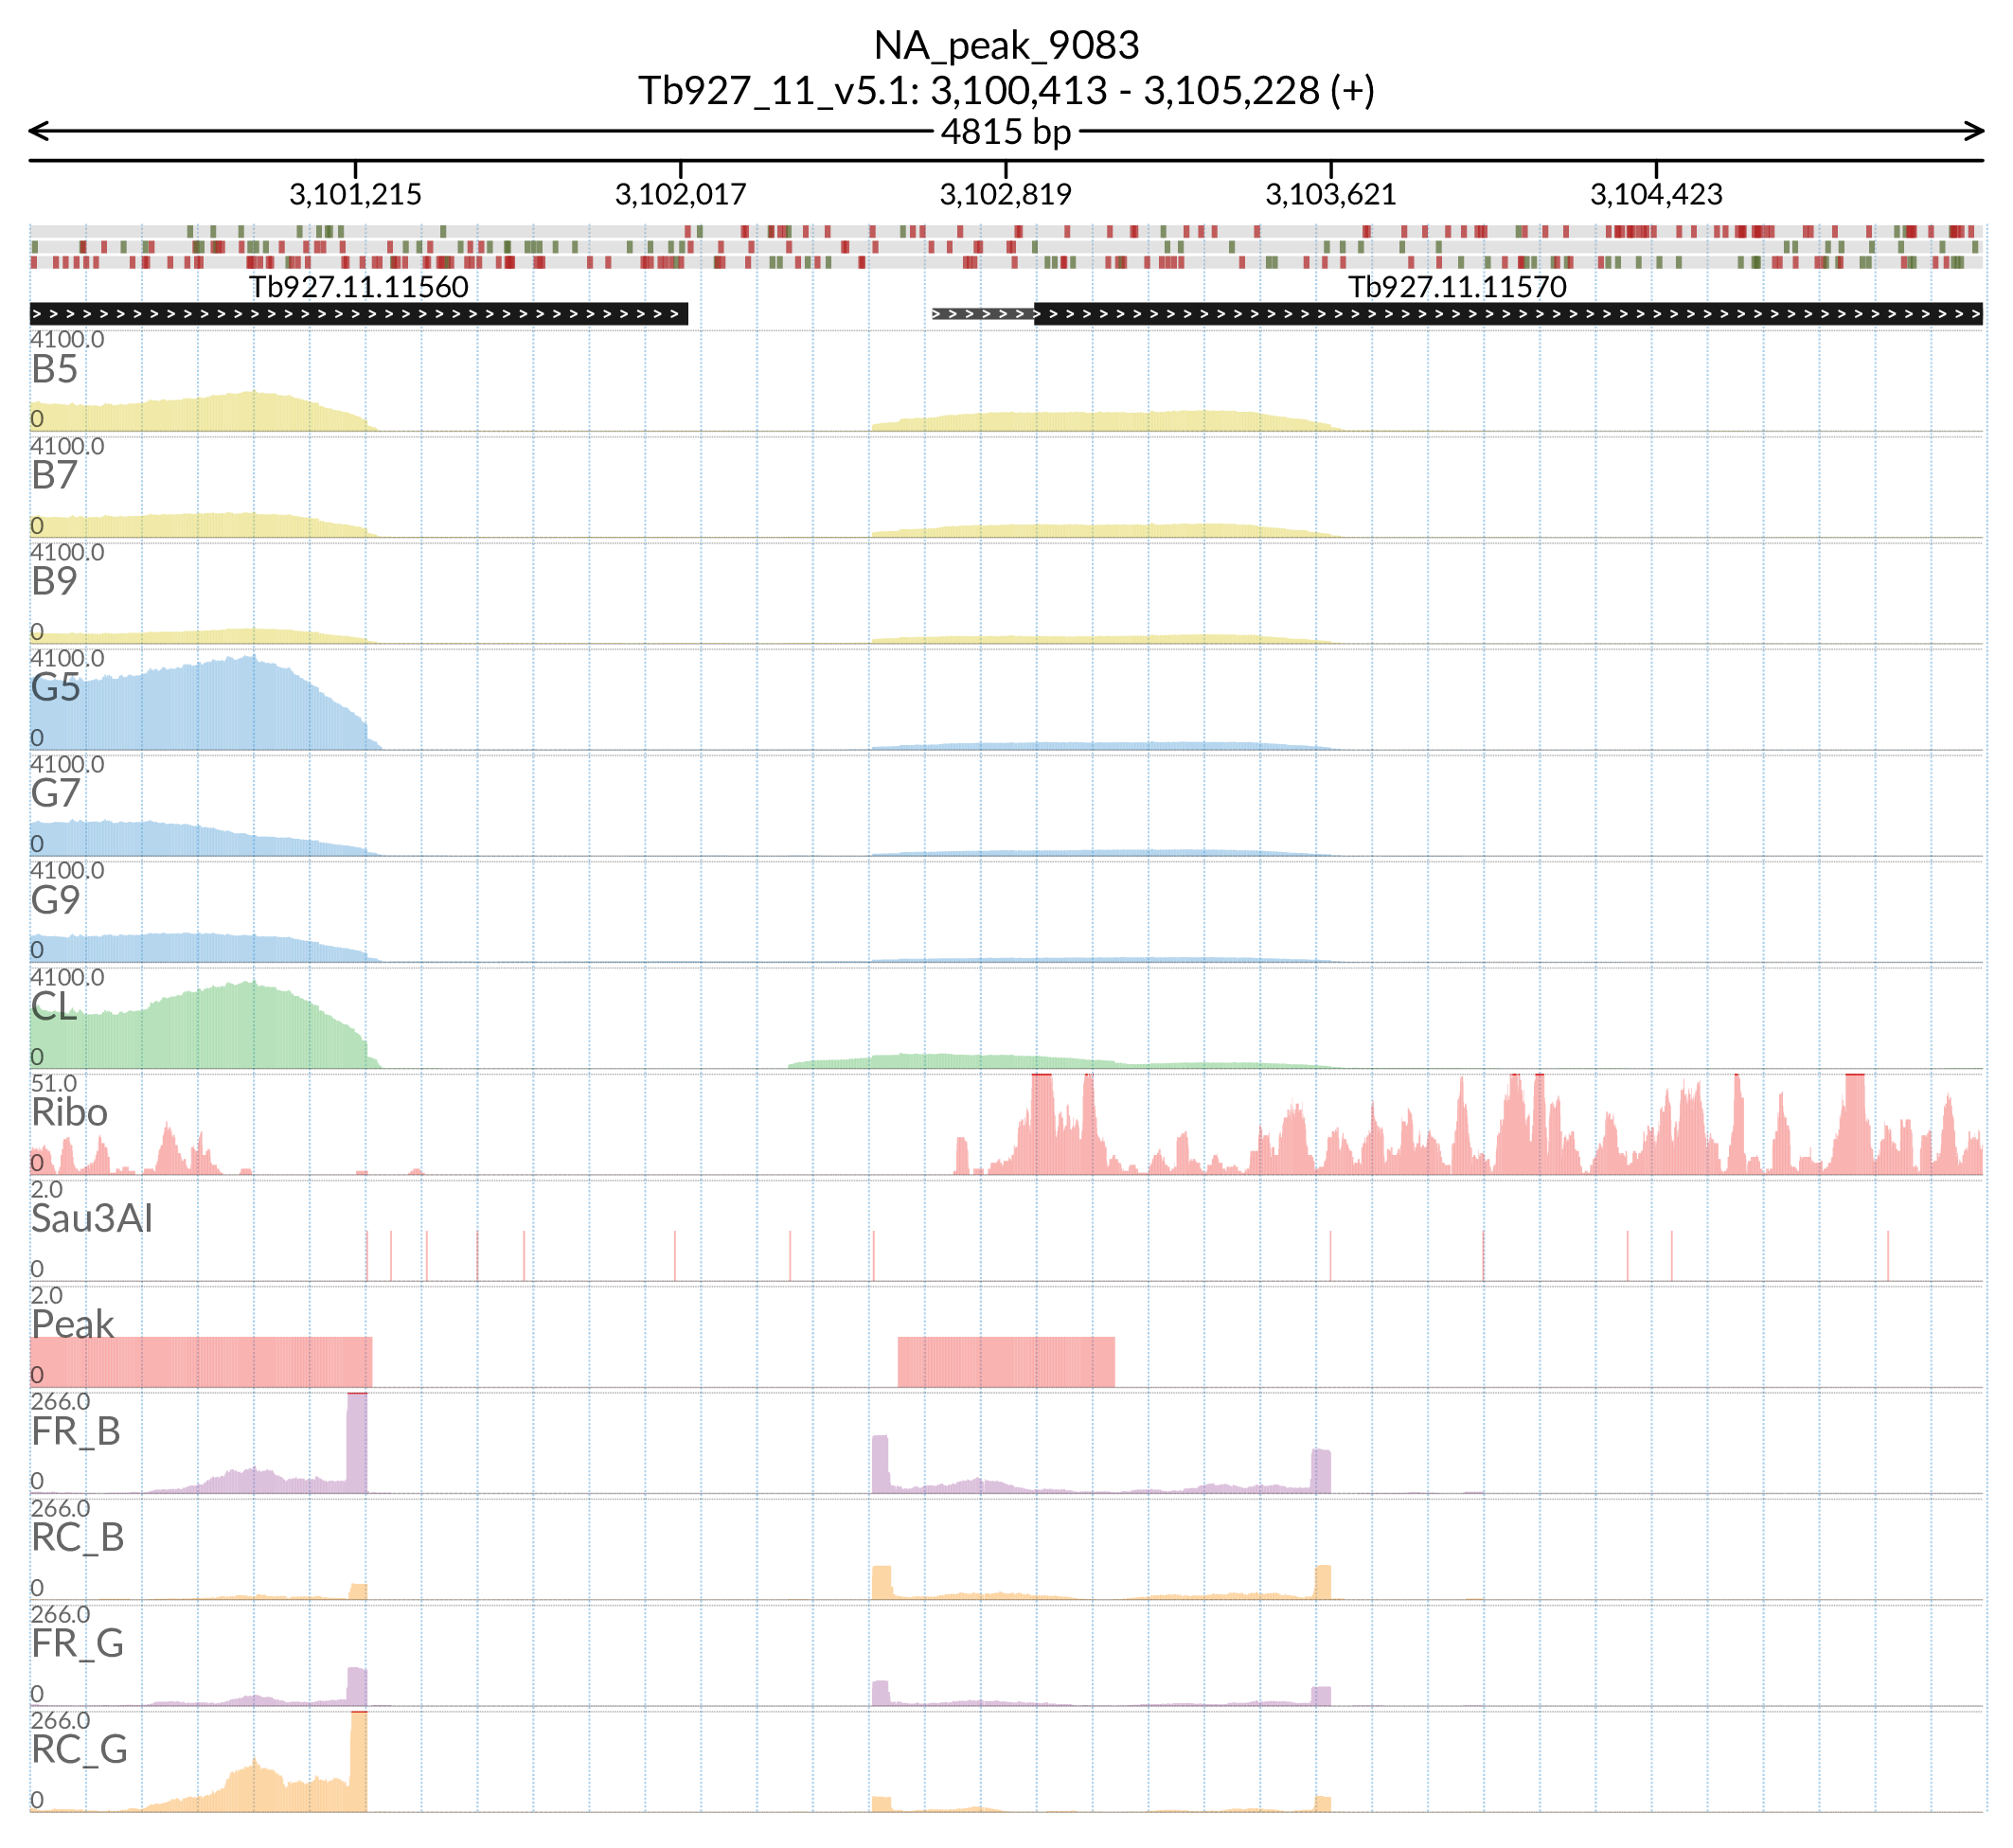 NA_peak_9083
Tb927_11_v5.1: 3,100,413 - 3,105,228 (+)
4815 bp
3,101,215 3,102,017 3,102,819 3,103,621 3,104,423
Tb927.11.11560 Tb927.11.11570
4100.0
B5
0
4100.0
B7
0
4100.0
B9
0
4100.0
G5
0
4100.0
G7
0
4100.0
G9
0
4100.0
CL
0
51.0
Ribo
0
2.0
Sau3AI
0
2.0
Peak
0
266.0
FR_B
0
266.0
RC_B
0
266.0
FR_G
0
266.0
RC_G
0